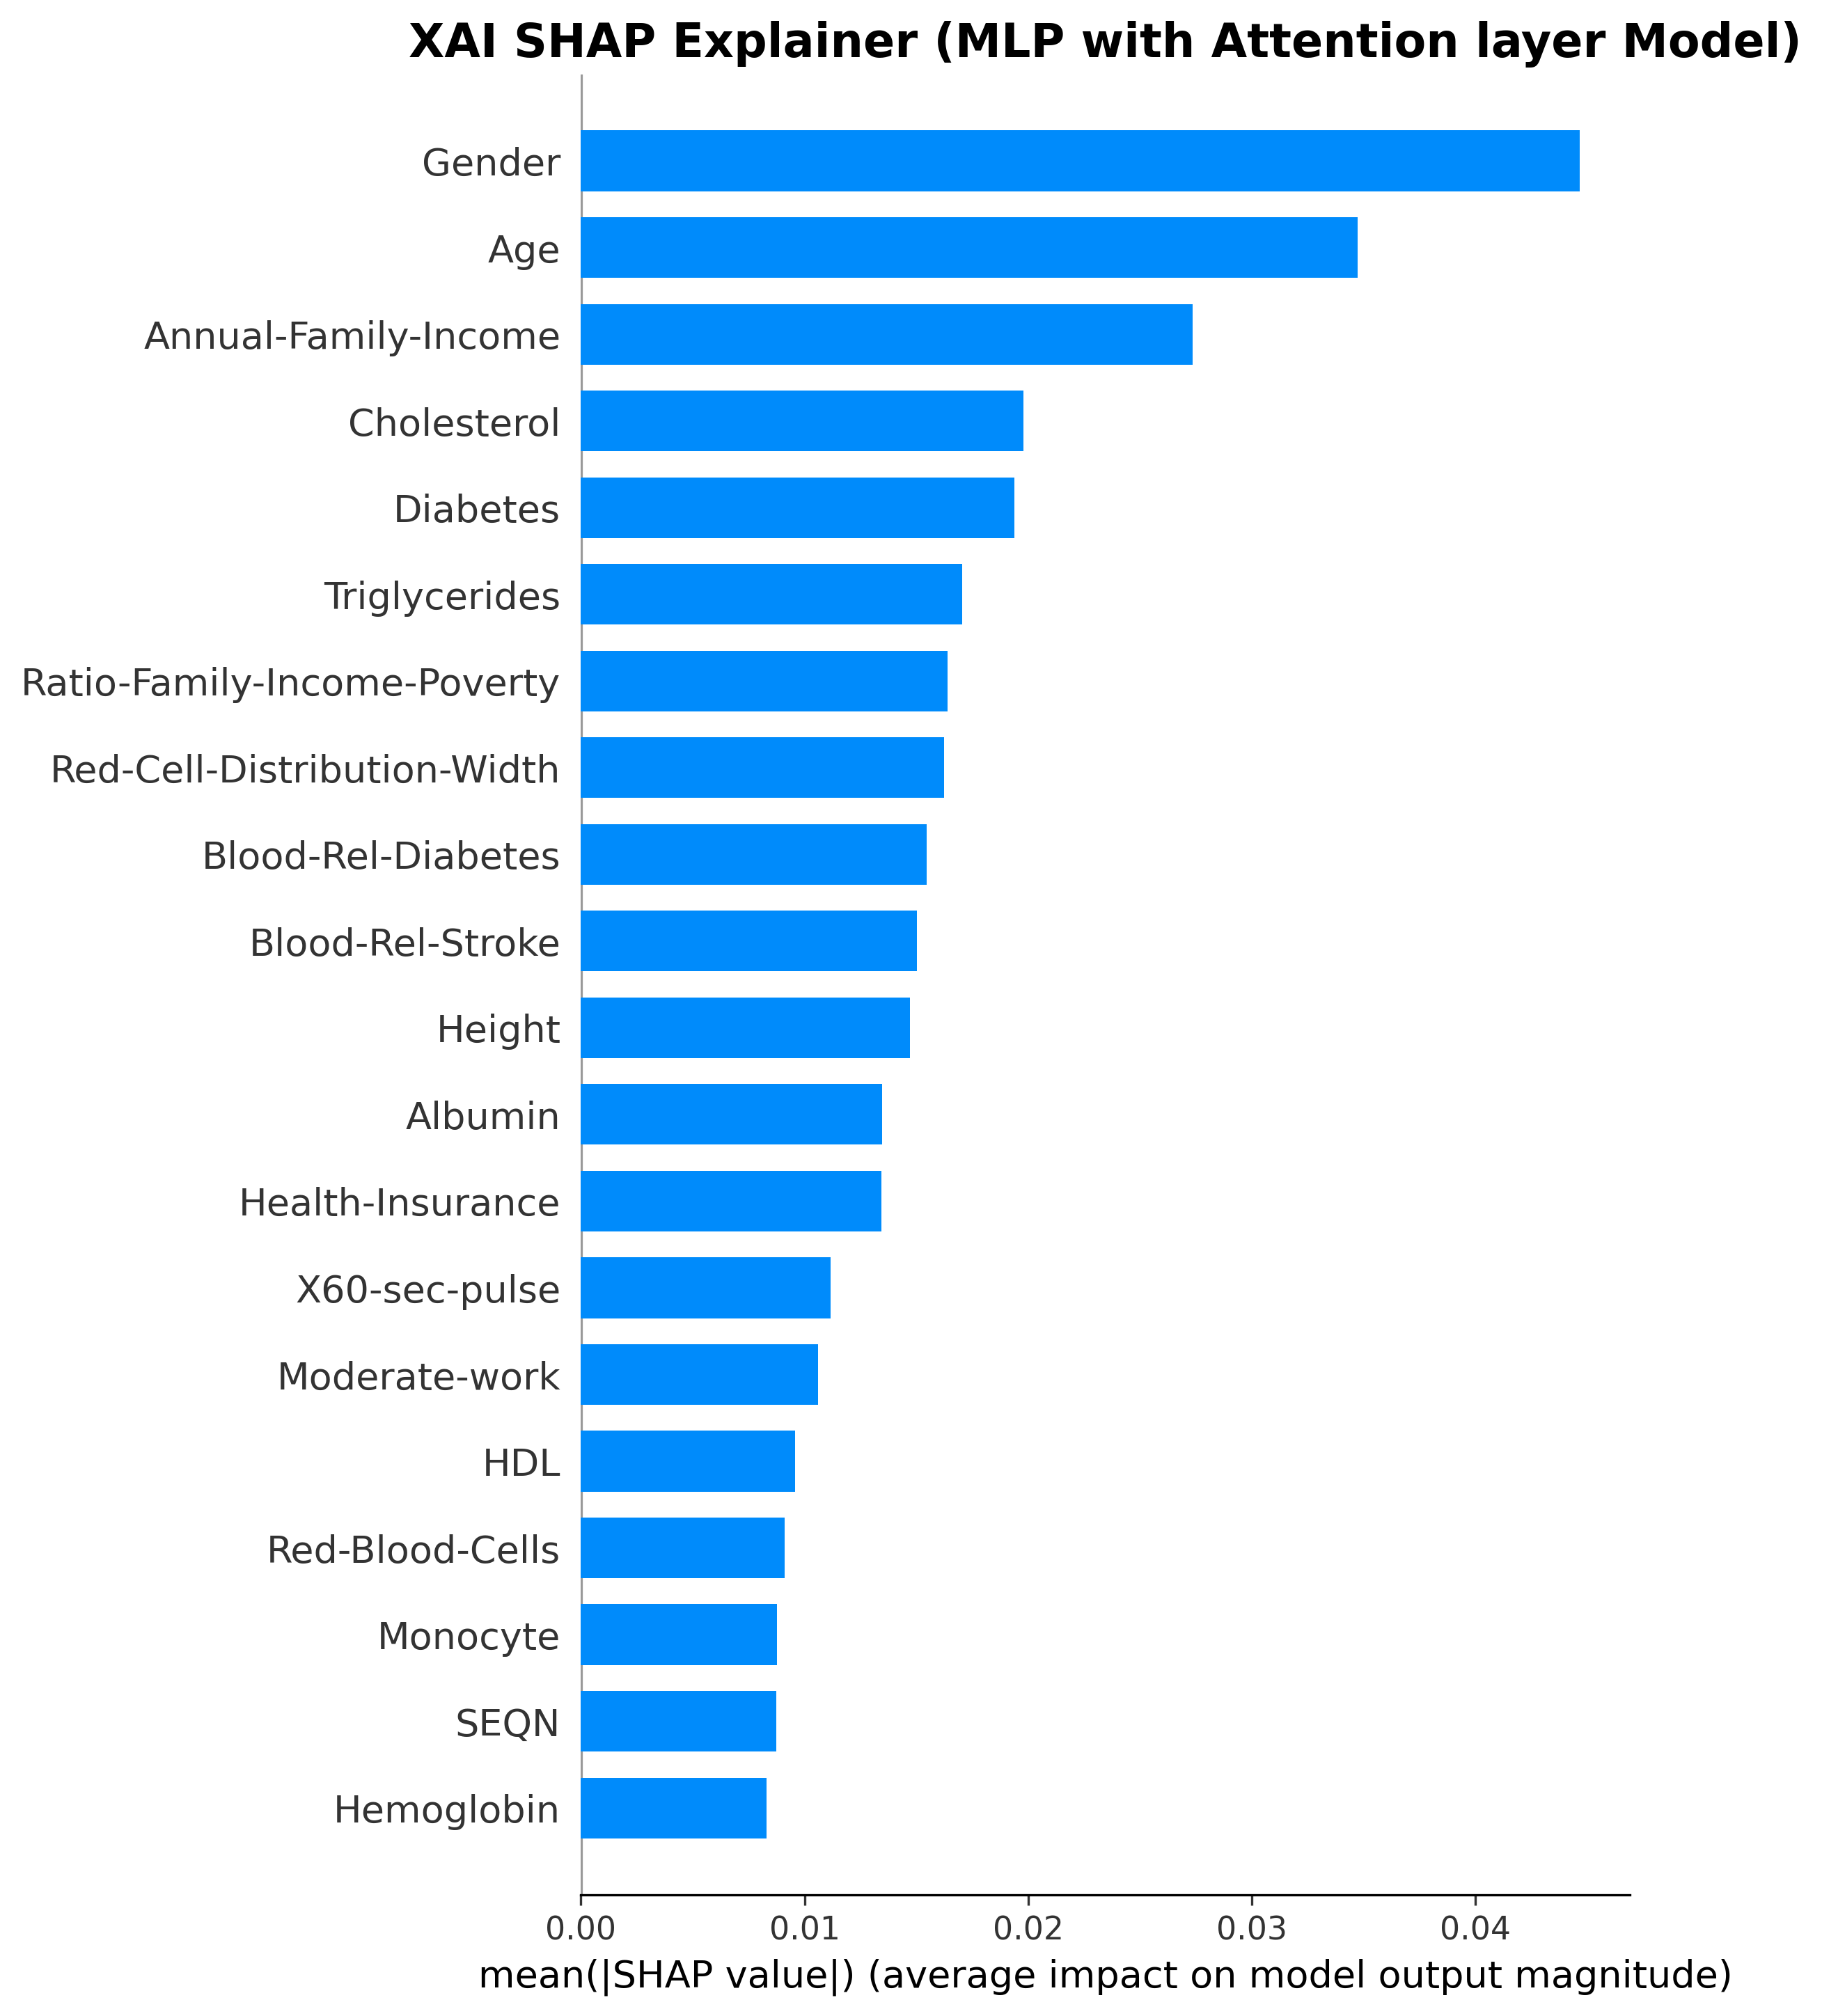 XAI SHAP Explainer (MLP with Attention layer Model)
Gender
Age
Annual-Family-Income
Cholesterol
Diabetes
Triglycerides
Ratio-Family-Income-Poverty
Red-Cell-Distribution-Width
Blood-Rel-Diabetes
Blood-Rel-Stroke
Height
Albumin
Health-Insurance
X60-sec-pulse
Moderate-work
HDL
Red-Blood-Cells
Monocyte
SEQN
Hemoglobin
0.00 0.01 0.02 0.03 0.04
mean(|SHAP value|) (average impact on model output magnitude)